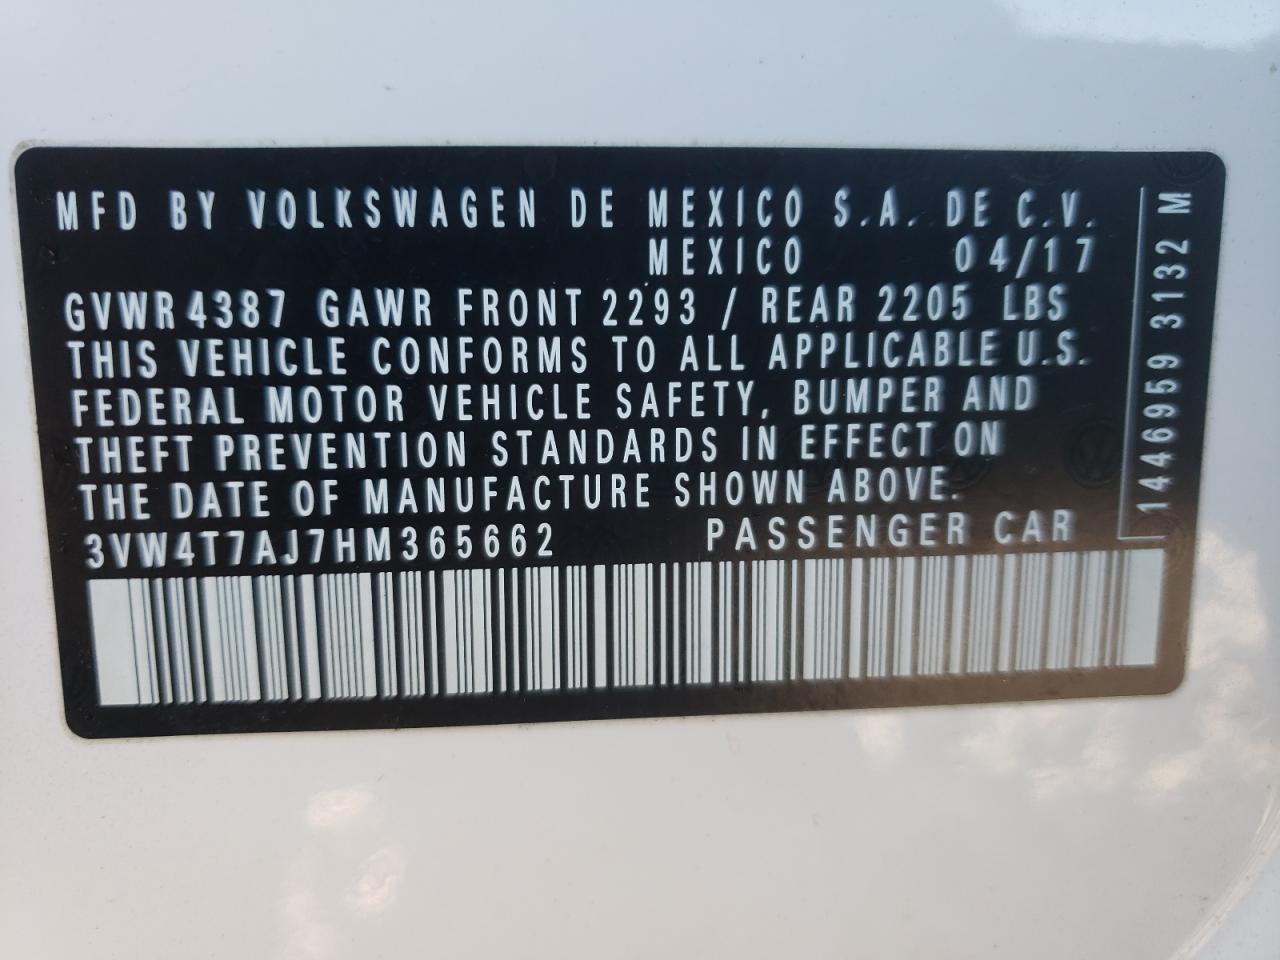 MFD BY VOLKSWAGEN DE MEXICO S.A. DE C.V.
MEXICO 04/17
GVWR 4387 GAWR FRONT 2293 / REAR 2205 LBS
THIS VEHICLE CONFORMS TO ALL APPLICABLE U.S.
FEDERAL MOTOR VEHICLE SAFETY, BUMPER AND
THEFT PREVENTION STANDARDS IN EFFECT ON
THE DATE OF MANUFACTURE SHOWN ABOVE.
3VW4T7AJ7HM365662 PASSENGER CAR
1446959 3132 M